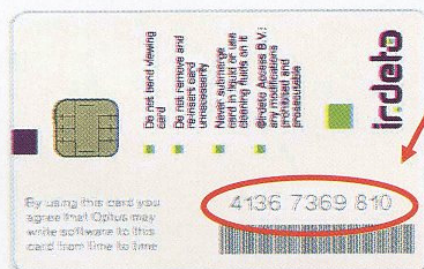 Do not bend viewing
card
Do not remove and
re-insert card
unnecessarily
Never submerge
card in liquid or use
cleaning fluids on it
©Irdeto Access B.V.:
any modifications
prohibited and
prosecutable
irdeto
By using this card you
agree that Optus may
write software to this
card from time to time
4136 7369 810